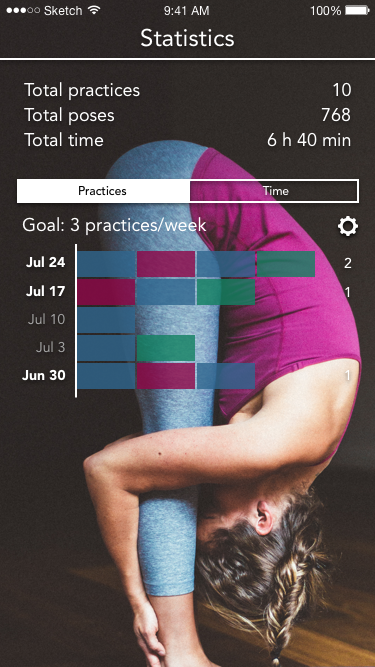 Sketch 9:41 AM 100%
Statistics
Total practices 10
Total poses 768
Total time 6 h 40 min
Practices Time
Goal: 3 practices/week
Jul 24 2
Jul 17 1
Jul 10
Jul 3
Jun 30 1